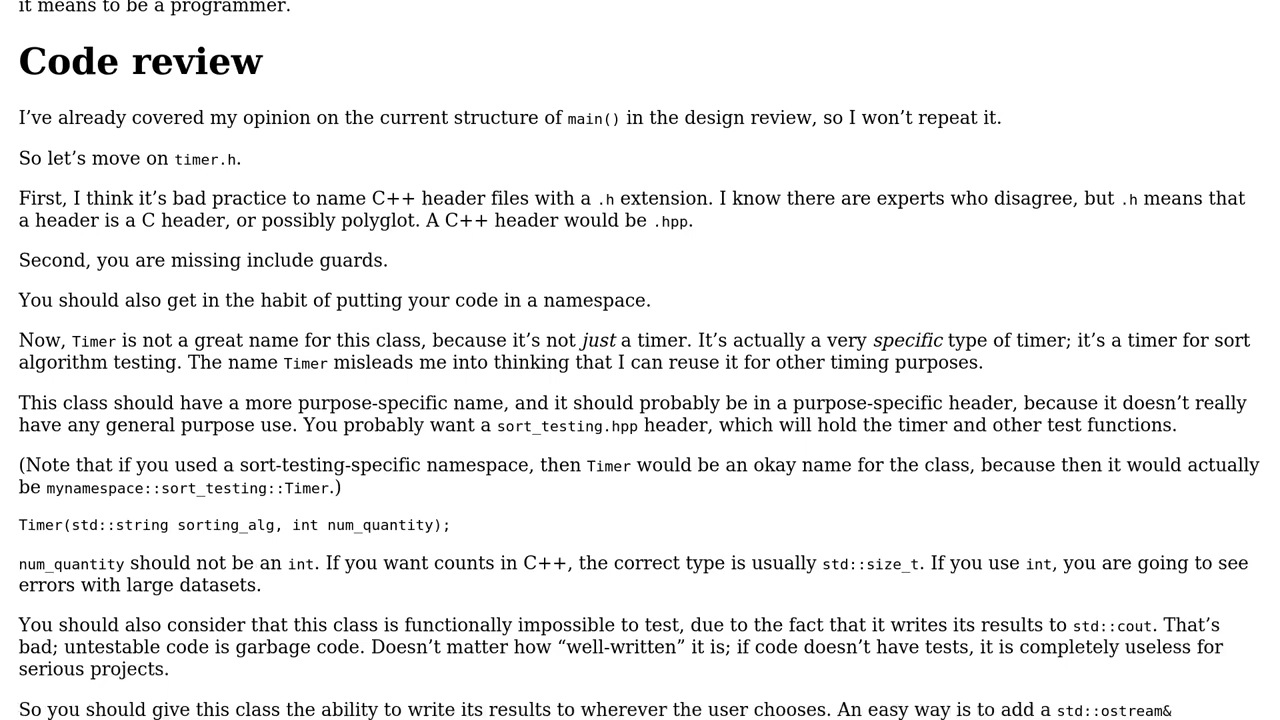 it means to be a programmer.
Code review
I’ve already covered my opinion on the current structure of main() in the design review, so I won’t repeat it.
So let’s move on timer.h.
First, I think it’s bad practice to name C++ header files with a .h extension. I know there are experts who disagree, but .h means that
a header is a C header, or possibly polyglot. A C++ header would be .hpp.
Second, you are missing include guards.
You should also get in the habit of putting your code in a namespace.
Now, Timer is not a great name for this class, because it’s not just a timer. It’s actually a very specific type of timer; it’s a timer for sort
algorithm testing. The name Timer misleads me into thinking that I can reuse it for other timing purposes.
This class should have a more purpose-specific name, and it should probably be in a purpose-specific header, because it doesn’t really
have any general purpose use. You probably want a sort_testing.hpp header, which will hold the timer and other test functions.
(Note that if you used a sort-testing-specific namespace, then Timer would be an okay name for the class, because then it would actually
be mynamespace::sort_testing::Timer.)
Timer(std::string sorting_alg, int num_quantity);
num_quantity should not be an int. If you want counts in C++, the correct type is usually std::size_t. If you use int, you are going to see
errors with large datasets.
You should also consider that this class is functionally impossible to test, due to the fact that it writes its results to std::cout. That’s
bad; untestable code is garbage code. Doesn’t matter how “well-written” it is; if code doesn’t have tests, it is completely useless for
serious projects.
So you should give this class the ability to write its results to wherever the user chooses. An easy way is to add a std::ostream&